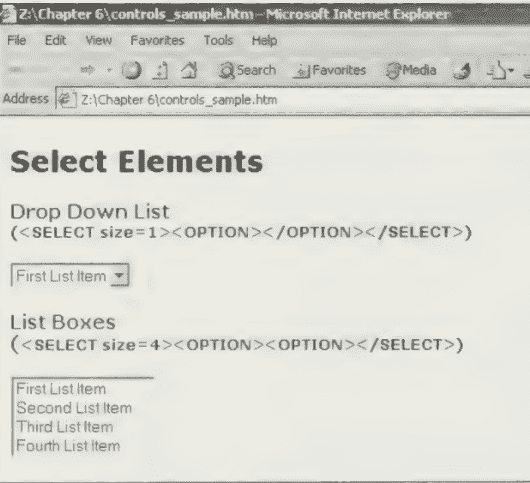 Z:\Chapter 6\controls_sample.htm - Microsoft Internet Explorer
File Edit View Favorites Tools Help
Search Favorites Media
Address Z:\Chapter 6\controls_sample.htm
Select Elements
Drop Down List
(<SELECT size=1><OPTION></OPTION></SELECT>)
First List Item
List Boxes
(<SELECT size=4><OPTION><OPTION></SELECT>)
First List Item
Second List Item
Third List Item
Fourth List Item